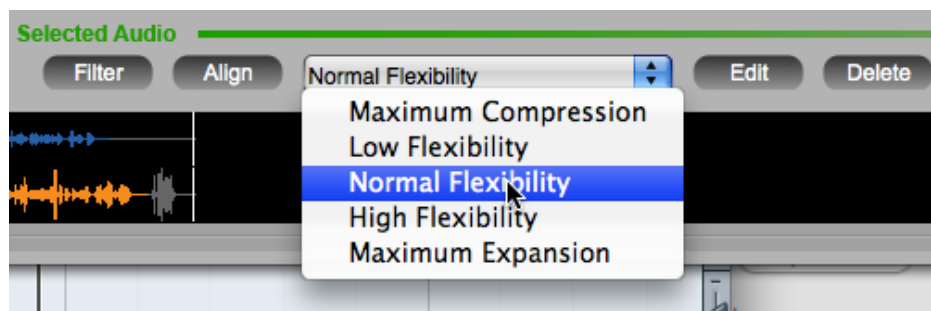 Selected Audio
Filter Align Normal Flexibility Edit Delete
Maximum Compression
Low Flexibility
Normal Flexibility
High Flexibility
Maximum Expansion